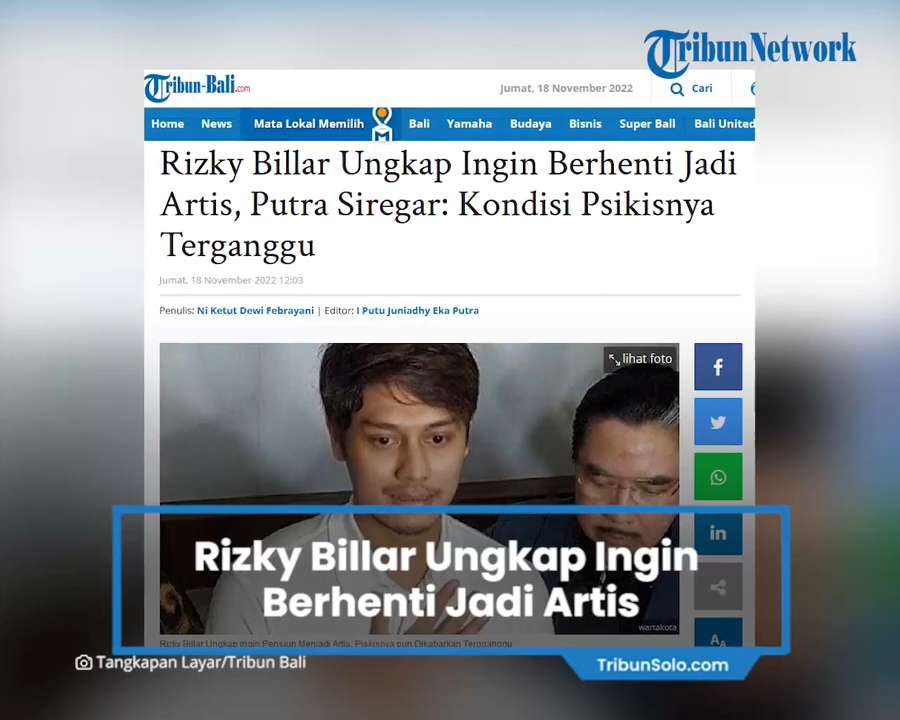 TribunNetwork
Tribun-Bali.com
Jumat, 18 November 2022
Cari
Home News Mata Lokal Memilih Bali Yamaha Budaya Bisnis Super Ball Bali United
Rizky Billar Ungkap Ingin Berhenti Jadi
Artis, Putra Siregar: Kondisi Psikisnya
Terganggu
Jumat, 18 November 2022 12:03
Penulis: Ni Ketut Dewi Febrayani | Editor: I Putu Juniadhy Eka Putra
lihat foto
Rizky Billar Ungkap Ingin
Berhenti Jadi Artis
wartakota
Rizky Billar Ungkap Ingin Pensiun Menjadi Artis, Psikisnya pun Dikabarkan Terganggu
Tangkapan Layar/Tribun Bali
TribunSolo.com